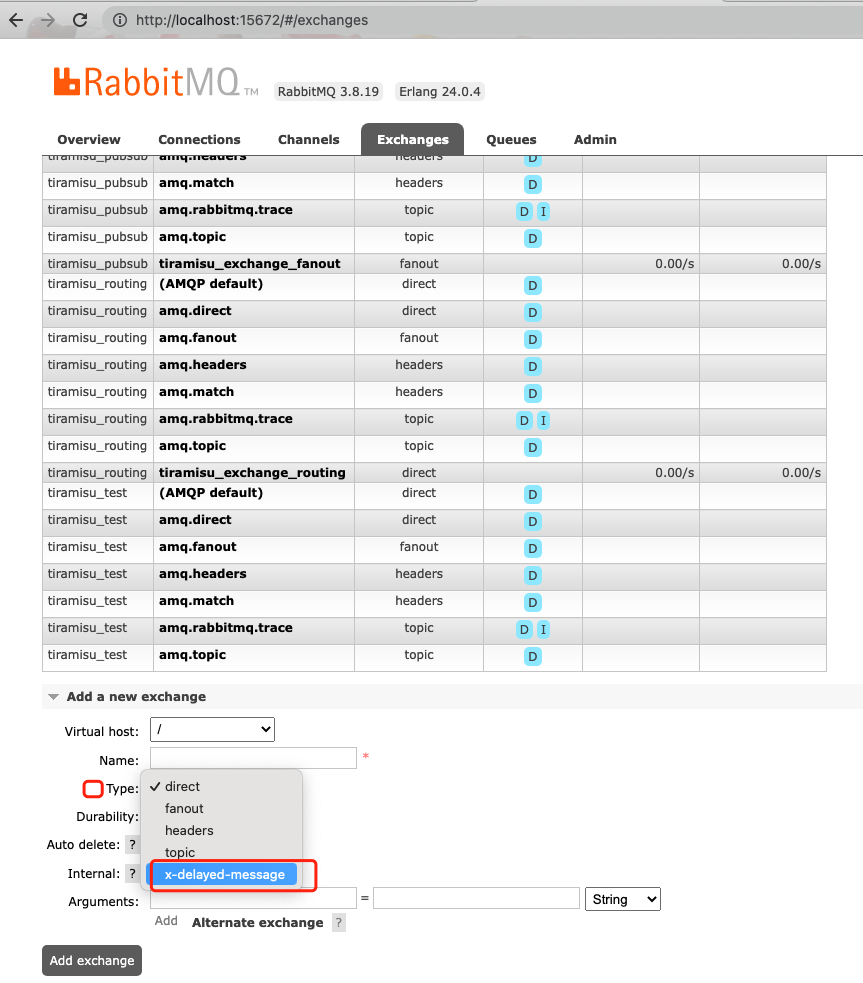 http://localhost:15672/#/exchanges
RabbitMQ TM RabbitMQ 3.8.19 Erlang 24.0.4
Overview Connections Channels Exchanges Queues Admin
tiramisu_pubsub amq.headers headers D
tiramisu_pubsub amq.match headers D
tiramisu_pubsub amq.rabbitmq.trace topic D I
tiramisu_pubsub amq.topic topic D
tiramisu_pubsub tiramisu_exchange_fanout fanout 0.00/s 0.00/s
tiramisu_routing (AMQP default) direct D
tiramisu_routing amq.direct direct D
tiramisu_routing amq.fanout fanout D
tiramisu_routing amq.headers headers D
tiramisu_routing amq.match headers D
tiramisu_routing amq.rabbitmq.trace topic D I
tiramisu_routing amq.topic topic D
tiramisu_routing tiramisu_exchange_routing direct 0.00/s 0.00/s
tiramisu_test (AMQP default) direct D
tiramisu_test amq.direct direct D
tiramisu_test amq.fanout fanout D
tiramisu_test amq.headers headers D
tiramisu_test amq.match headers D
tiramisu_test amq.rabbitmq.trace topic D I
tiramisu_test amq.topic topic D
Add a new exchange
Virtual host: /
Name: *
Type: ✓ direct
fanout
Durability:
headers
Auto delete: ?
topic
Internal: ? x-delayed-message
Arguments: = String
Add Alternate exchange ?
Add exchange